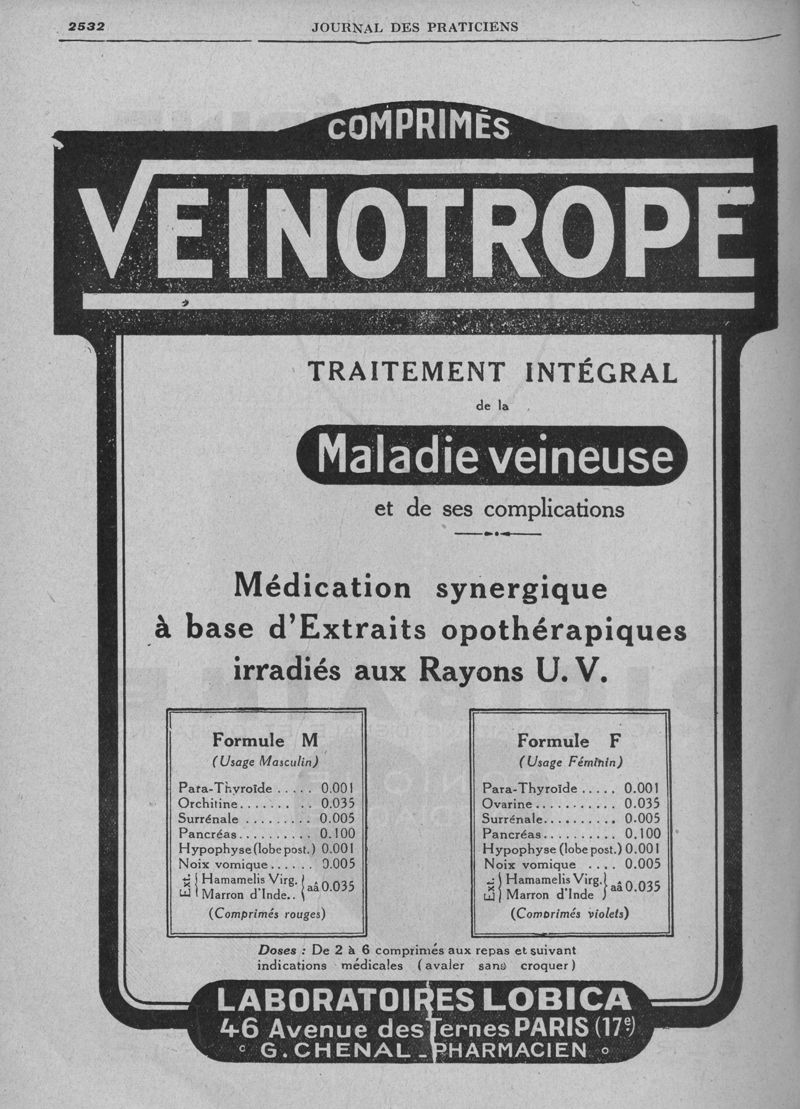 2532 JOURNAL DES PRATICIENS
COMPRIMÉS
VEINOTROPE
TRAITEMENT INTÉGRAL
de la
Maladie veineuse
et de ses complications
Médication synergique
à base d'Extraits opothérapiques
irradiés aux Rayons U.V.
Formule M
(Usage Masculin)
Para-Thyroïde ..... 0.001
Orchitine......... 0.035
Surrénale ......... 0.005
Pancréas.......... 0.100
Hypophyse (lobe post.) 0.001
Noix vomique ...... 0.005
Ext. { Hamamelis Virg. } aâ 0.035
Marron d'Inde..
(Comprimés rouges)
Formule F
(Usage Féminin)
Para-Thyroïde ..... 0.001
Ovarine........... 0.035
Surrénale.......... 0.005
Pancréas.......... 0.100
Hypophyse (lobe post.) 0.001
Noix vomique .... 0.005
Ext. { Hamamelis Virg. } aâ 0.035
Marron d'Inde
(Comprimés violets)
Doses : De 2 à 6 comprimés aux repas et suivant
indications médicales (avaler sans croquer)
LABORATOIRES LOBICA
46 Avenue des Ternes PARIS (17e)
G. CHENAL - PHARMACIEN